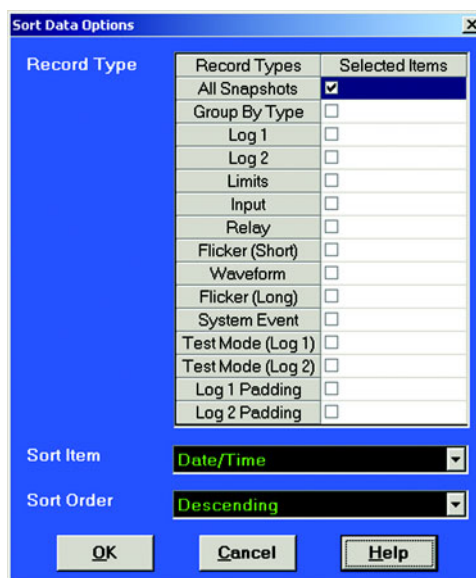 Sort Data Options
Record Type
Record Types Selected Items
All Snapshots
Group By Type
Log 1
Log 2
Limits
Input
Relay
Flicker (Short)
Waveform
Flicker (Long)
System Event
Test Mode (Log 1)
Test Mode (Log 2)
Log 1 Padding
Log 2 Padding
Sort Item Date/Time
Sort Order Descending
OK Cancel Help